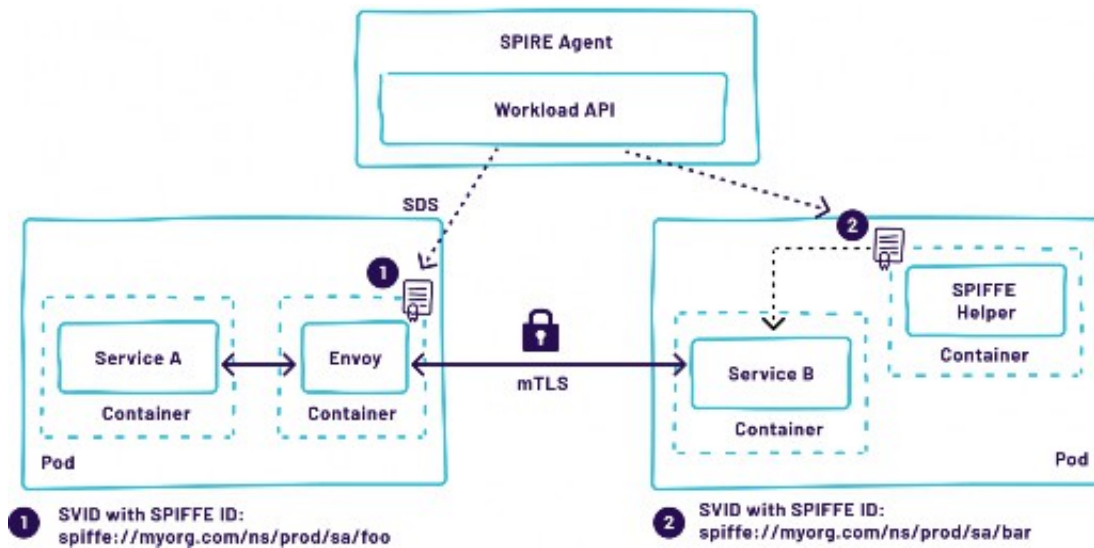 SPIRE Agent
Workload API
SDS
1
2
Service A
Container
Envoy
Container
mTLS
Service B
Container
SPIFFE
Helper
Container
Pod
Pod
1
SVID with SPIFFE ID:
spiffe://myorg.com/ns/prod/sa/foo
2
SVID with SPIFFE ID:
spiffe://myorg.com/ns/prod/sa/bar